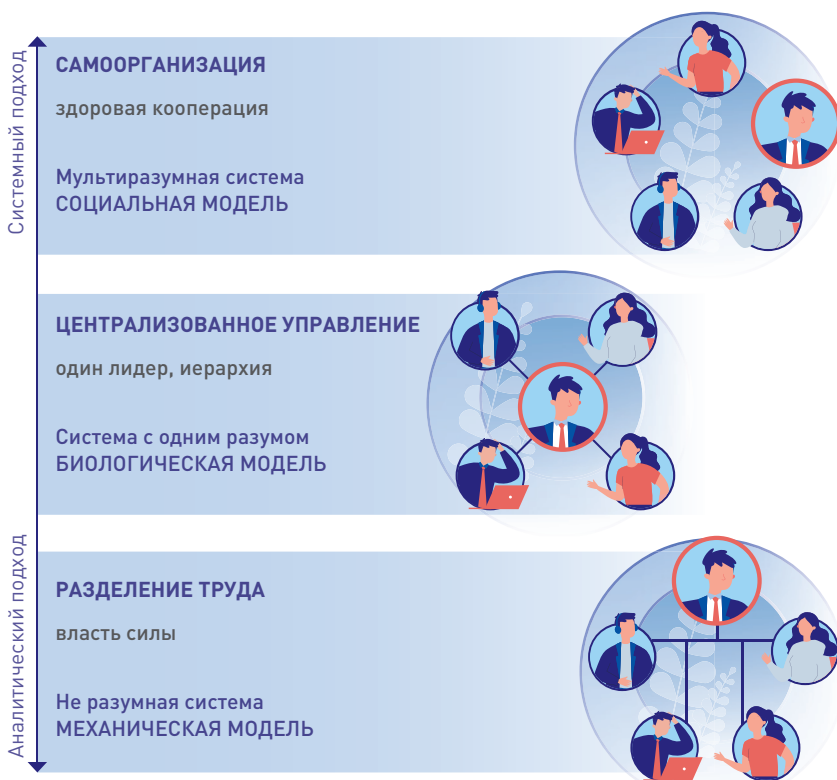 Системный подход
САМООРГАНИЗАЦИЯ
здоровая кооперация
Мультиразумная система
СОЦИАЛЬНАЯ МОДЕЛЬ
ЦЕНТРАЛИЗОВАННОЕ УПРАВЛЕНИЕ
один лидер, иерархия
Система с одним разумом
БИОЛОГИЧЕСКАЯ МОДЕЛЬ
Аналитический подход
РАЗДЕЛЕНИЕ ТРУДА
власть силы
Не разумная система
МЕХАНИЧЕСКАЯ МОДЕЛЬ